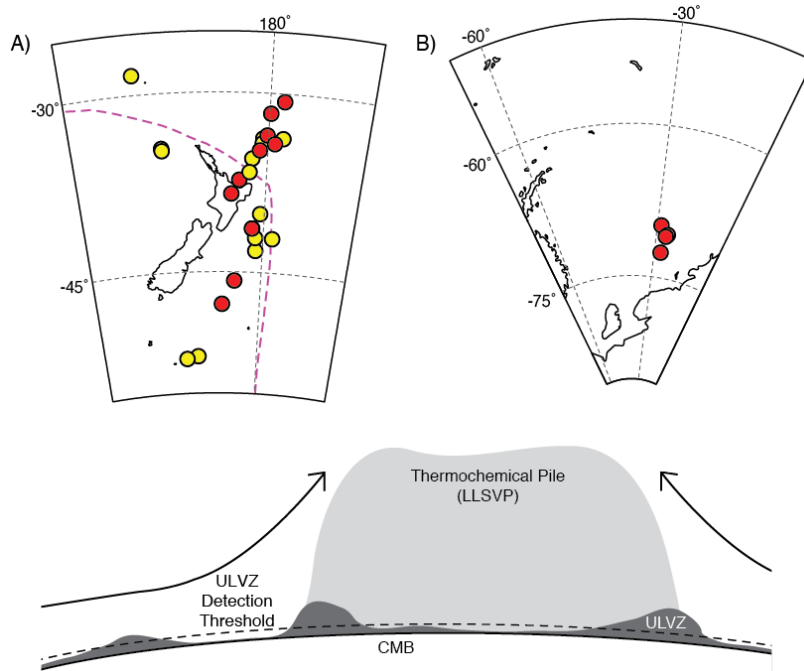 A)
180°
-30°
-45°
B)
-60°
-30°
-60°
-75°
Thermochemical Pile
(LLSVP)
ULVZ
Detection
Threshold
ULVZ
CMB